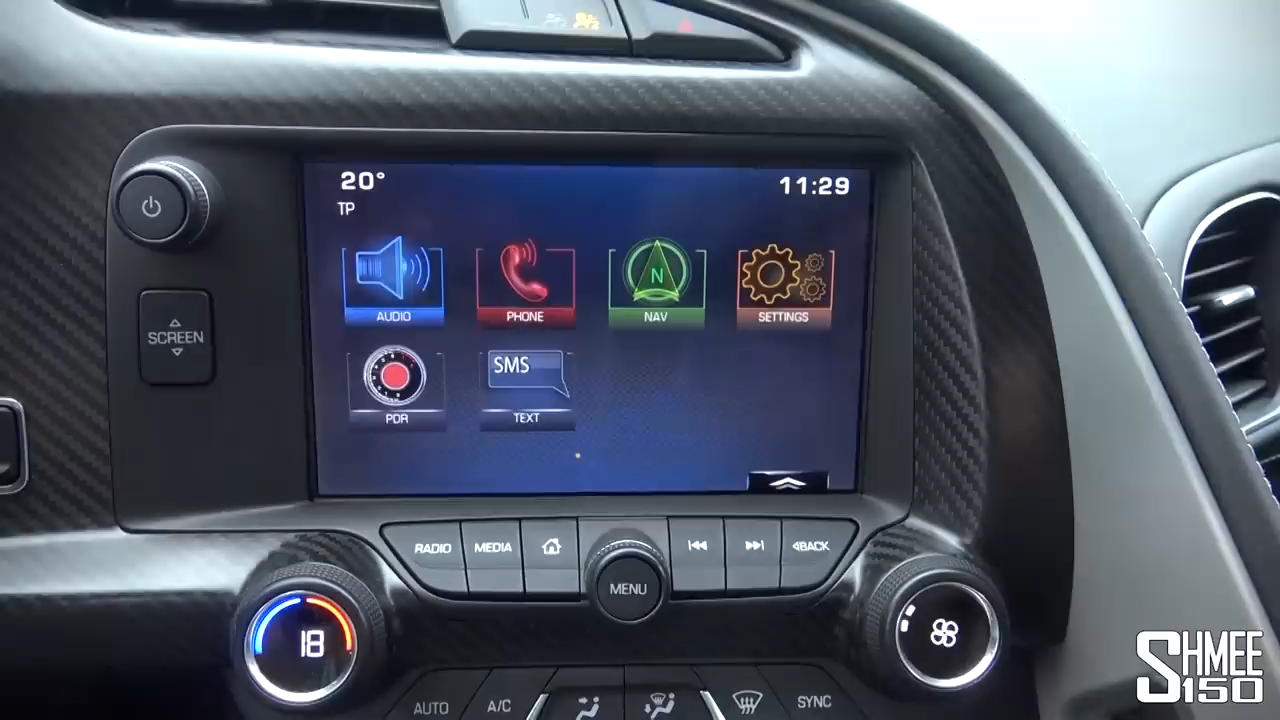 20° 11:29
TP
SCREEN
AUDIO PHONE N NAV SETTINGS
SMS
PDR TEXT
RADIO MEDIA BACK
MENU
18
AUTO A/C SYNC
SHMEE
150